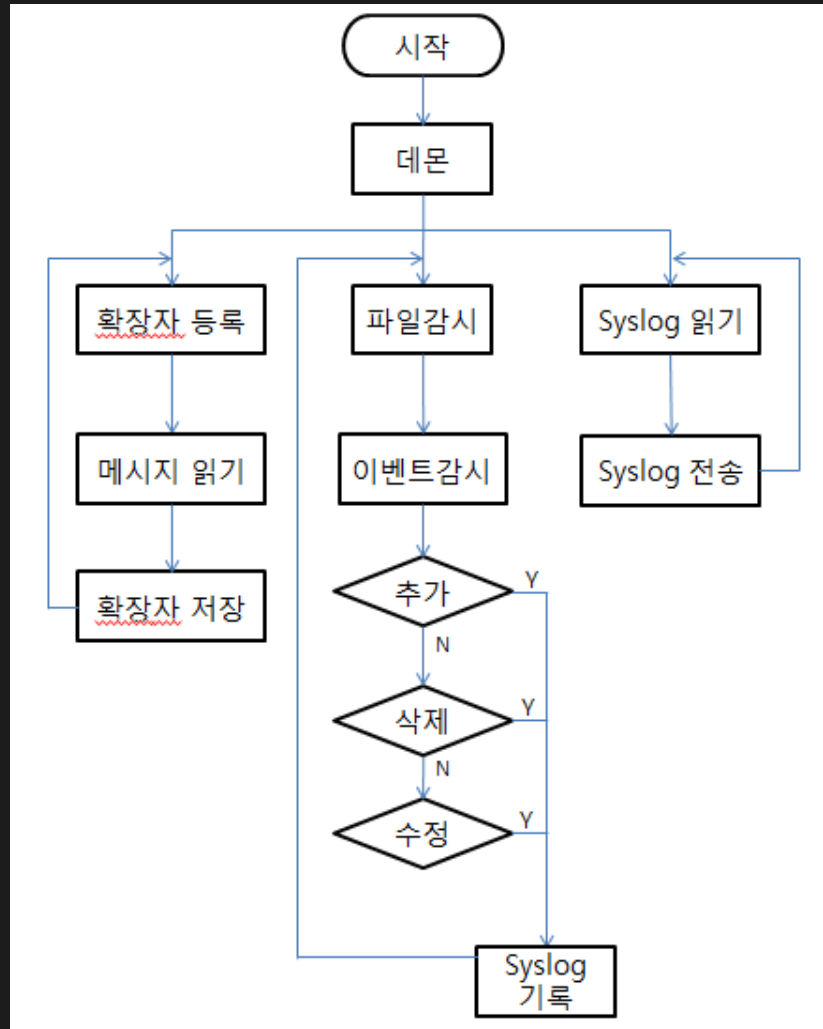 시작
데몬
확장자 등록
파일감시
Syslog 읽기
메시지 읽기
이벤트감시
Syslog 전송
확장자 저장
추가
Y
N
삭제
Y
N
수정
Y
Syslog
기록